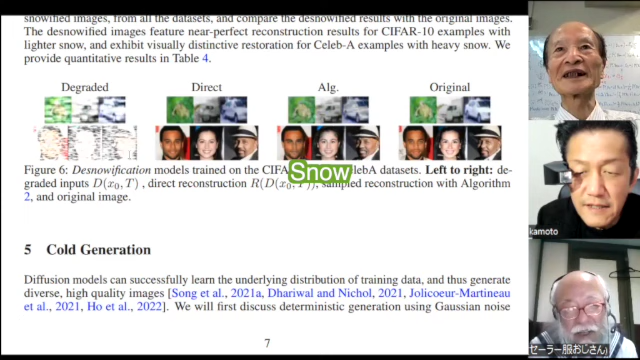 snowified images, from all the datasets, and compare the desnowified results with the original images.
The desnowified images feature near-perfect reconstruction results for CIFAR-10 examples with
lighter snow, and exhibit visually distinctive restoration for Celeb-A examples with heavy snow. We
provide quantitative results in Table 4.
Degraded Direct Alg. Original
Figure 6: Desnowification models trained on the CIFA elebA datasets. Left to right: de-
graded inputs D(x₀, T) , direct reconstruction R(D(x₀, T)), sampled reconstruction with Algorithm
2, and original image.
Snow
5 Cold Generation
Diffusion models can successfully learn the underlying distribution of training data, and thus generate
diverse, high quality images [Song et al., 2021a, Dhariwal and Nichol, 2021, Jolicoeur-Martineau
et al., 2021, Ho et al., 2022]. We will first discuss deterministic generation using Gaussian noise
7
kamoto
セーラー服おじさん)